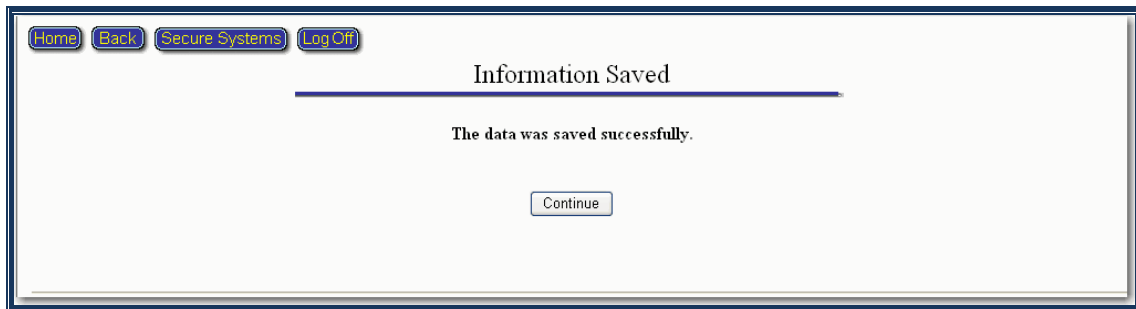 Home Back Secure Systems Log Off
Information Saved
The data was saved successfully.
Continue